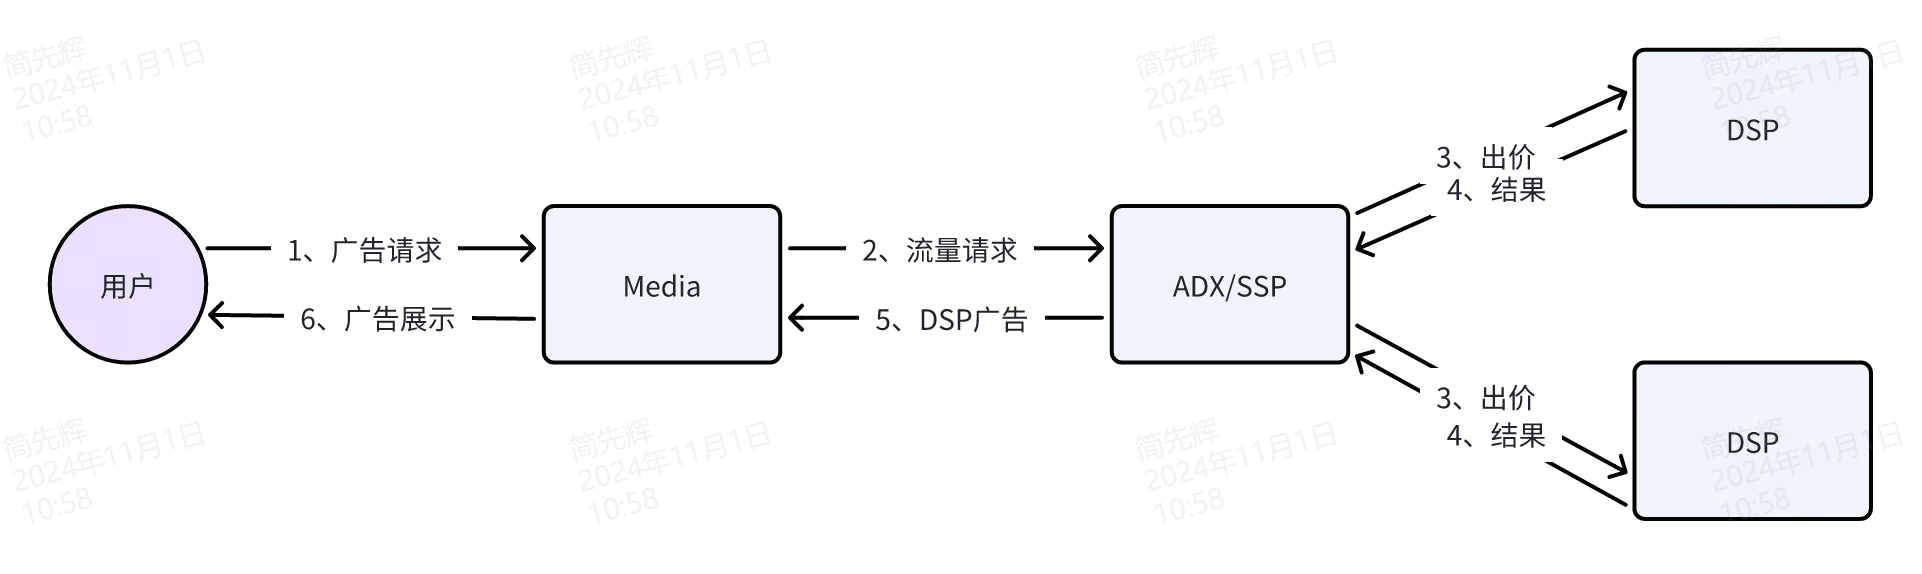 简先辉
2024年11月1日
10:58
简先辉
2024年11月1日
10:58
简先辉
2024年11月1日
10:58
简先辉
2024年11月1日
10:58
DSP
3、出价
4、结果
1、广告请求
2、流量请求
用户
Media
ADX/SSP
6、广告展示
5、DSP广告
3、出价
4、结果
DSP
简先辉
2024年11月1日
10:58
简先辉
2024年11月1日
10:58
简先辉
2024年11月1日
10:58
简先辉
2024年11月1日
10:58